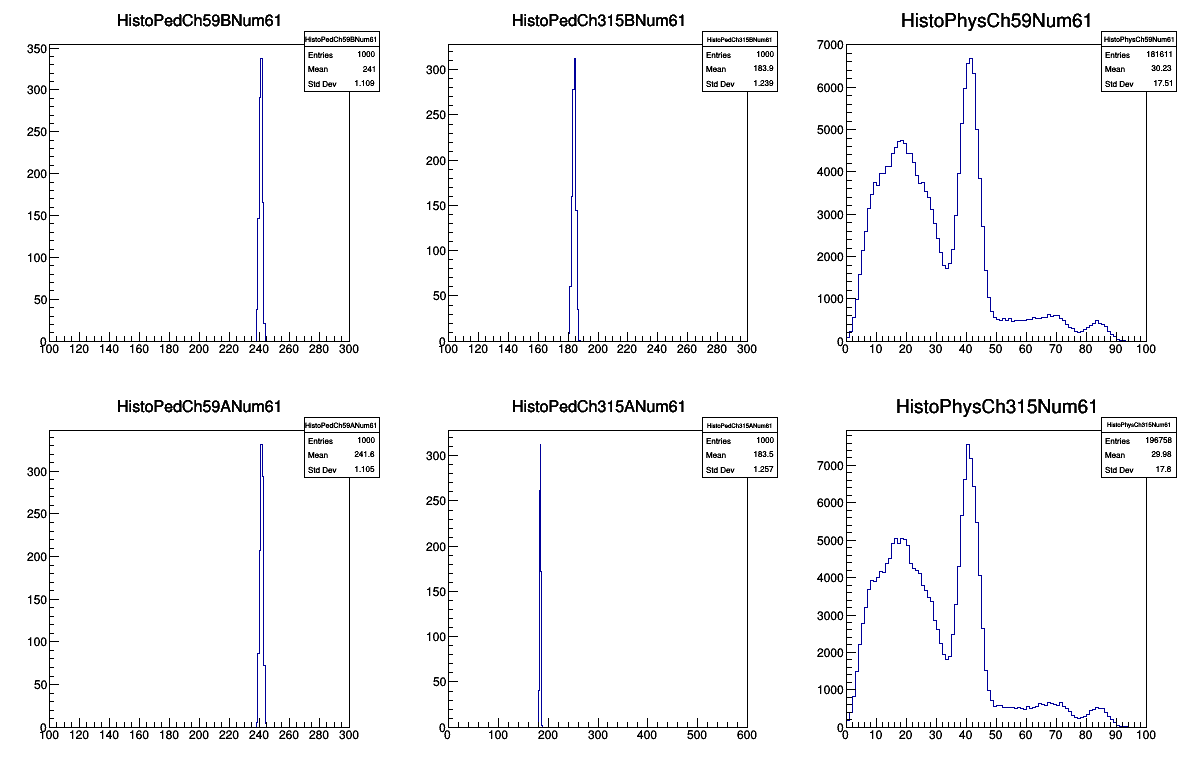 HistoPedCh59BNum61
HistoPedCh59BNum61
Entries 1000
Mean 241
Std Dev 1.109
350
300
250
200
150
100
50
0
100 120 140 160 180 200 220 240 260 280 300
HistoPedCh315BNum61
HistoPedCh315BNum61
Entries 1000
Mean 183.9
Std Dev 1.239
300
250
200
150
100
50
0
100 120 140 160 180 200 220 240 260 280 300
HistoPhysCh59Num61
HistoPhysCh59Num61
Entries 181611
Mean 30.23
Std Dev 17.51
7000
6000
5000
4000
3000
2000
1000
0
0 10 20 30 40 50 60 70 80 90 100
HistoPedCh59ANum61
HistoPedCh59ANum61
Entries 1000
Mean 241.6
Std Dev 1.105
300
250
200
150
100
50
0
100 120 140 160 180 200 220 240 260 280 300
HistoPedCh315ANum61
HistoPedCh315ANum61
Entries 1000
Mean 183.5
Std Dev 1.257
300
250
200
150
100
50
0
0 100 200 300 400 500 600
HistoPhysCh315Num61
HistoPhysCh315Num61
Entries 196758
Mean 29.98
Std Dev 17.8
7000
6000
5000
4000
3000
2000
1000
0
0 10 20 30 40 50 60 70 80 90 100